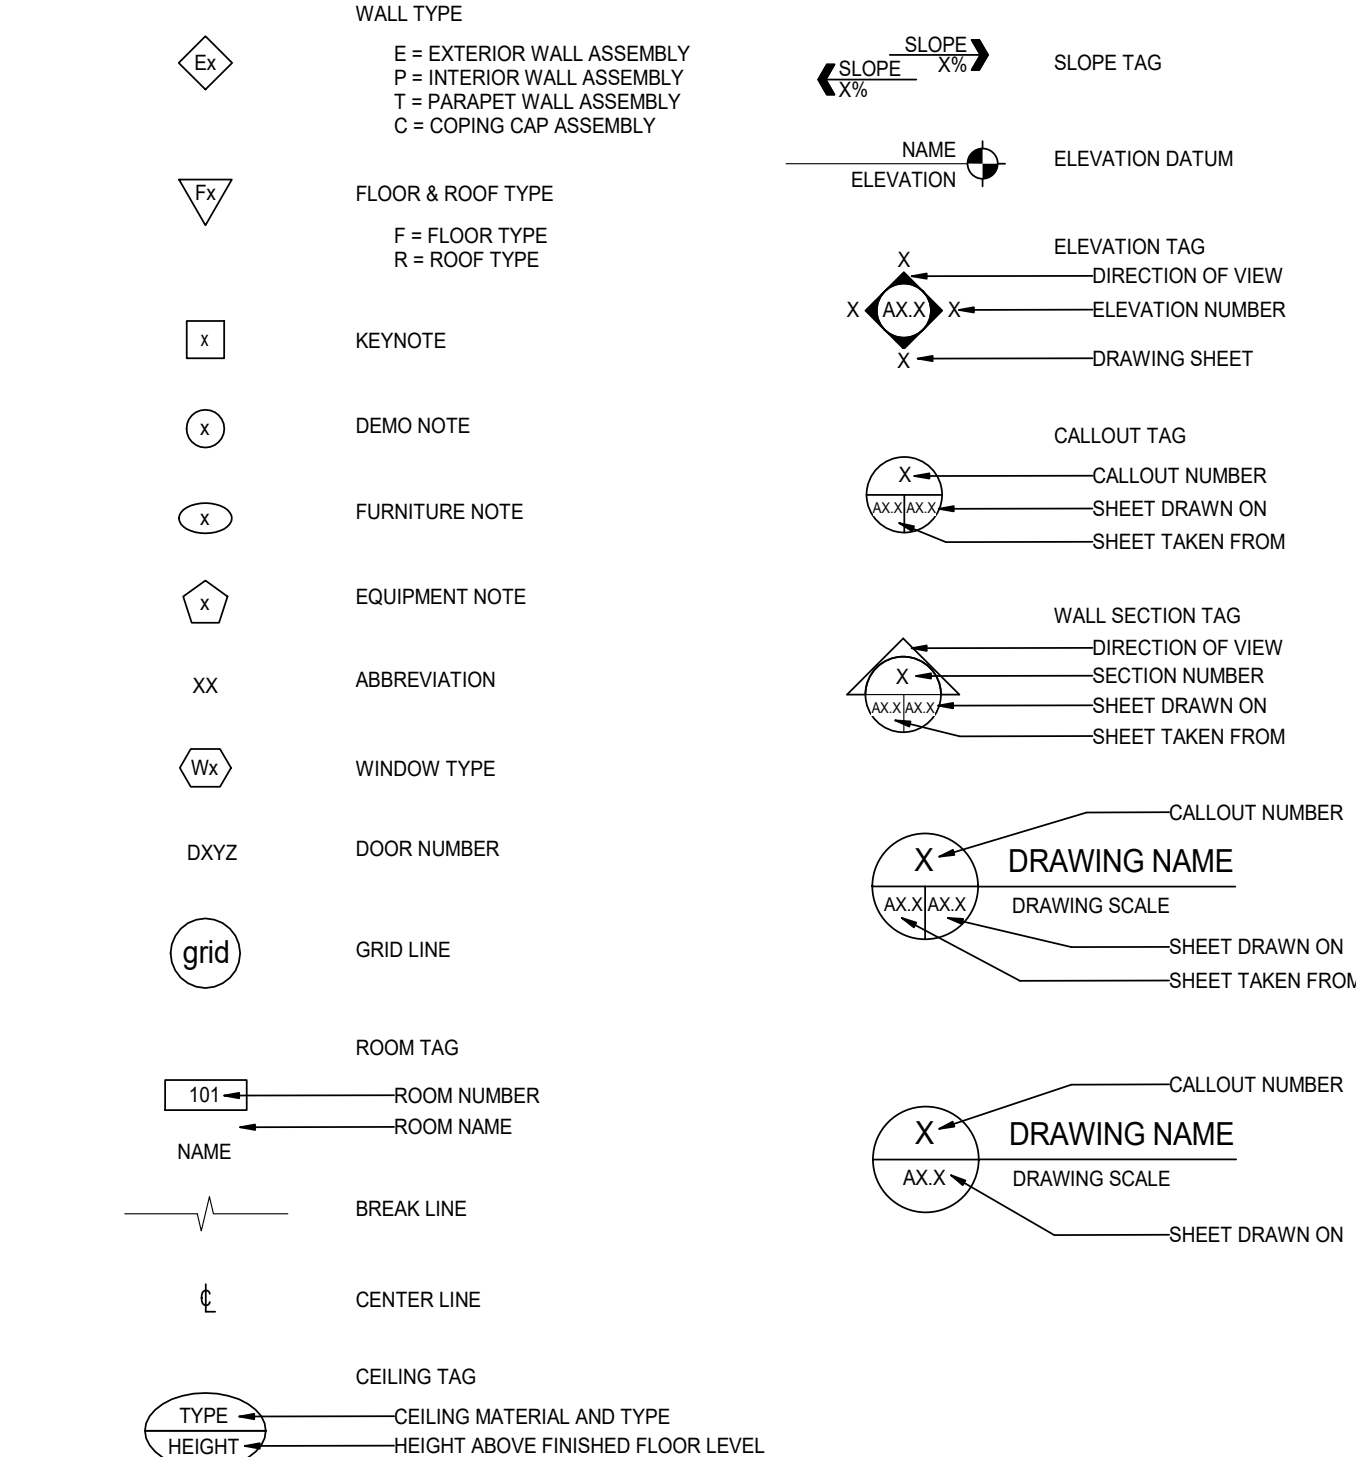 WALL TYPE
Ex
E = EXTERIOR WALL ASSEMBLY
P = INTERIOR WALL ASSEMBLY
T = PARAPET WALL ASSEMBLY
C = COPING CAP ASSEMBLY
Fx
FLOOR & ROOF TYPE
F = FLOOR TYPE
R = ROOF TYPE
x
KEYNOTE
x
DEMO NOTE
x
FURNITURE NOTE
x
EQUIPMENT NOTE
XX
ABBREVIATION
Wx
WINDOW TYPE
DXYZ
DOOR NUMBER
grid
GRID LINE
ROOM TAG
101
ROOM NUMBER
ROOM NAME
NAME
BREAK LINE
℄
CENTER LINE
CEILING TAG
TYPE
CEILING MATERIAL AND TYPE
HEIGHT
HEIGHT ABOVE FINISHED FLOOR LEVEL
SLOPE
X%
SLOPE
X%
SLOPE TAG
NAME
ELEVATION
ELEVATION DATUM
ELEVATION TAG
X
DIRECTION OF VIEW
X AX.X X
ELEVATION NUMBER
X
DRAWING SHEET
CALLOUT TAG
X
CALLOUT NUMBER
AX.X AX.X
SHEET DRAWN ON
SHEET TAKEN FROM
WALL SECTION TAG
DIRECTION OF VIEW
X
SECTION NUMBER
AX.X AX.X
SHEET DRAWN ON
SHEET TAKEN FROM
CALLOUT NUMBER
X
DRAWING NAME
AX.X AX.X
DRAWING SCALE
SHEET DRAWN ON
SHEET TAKEN FROM
CALLOUT NUMBER
X
DRAWING NAME
AX.X
DRAWING SCALE
SHEET DRAWN ON